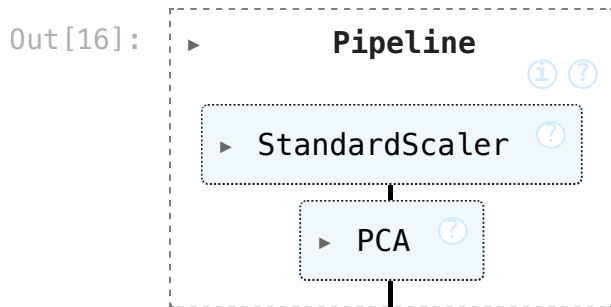 Out[16]:
▸ Pipeline
i ?
▸ StandardScaler ?
▸ PCA ?